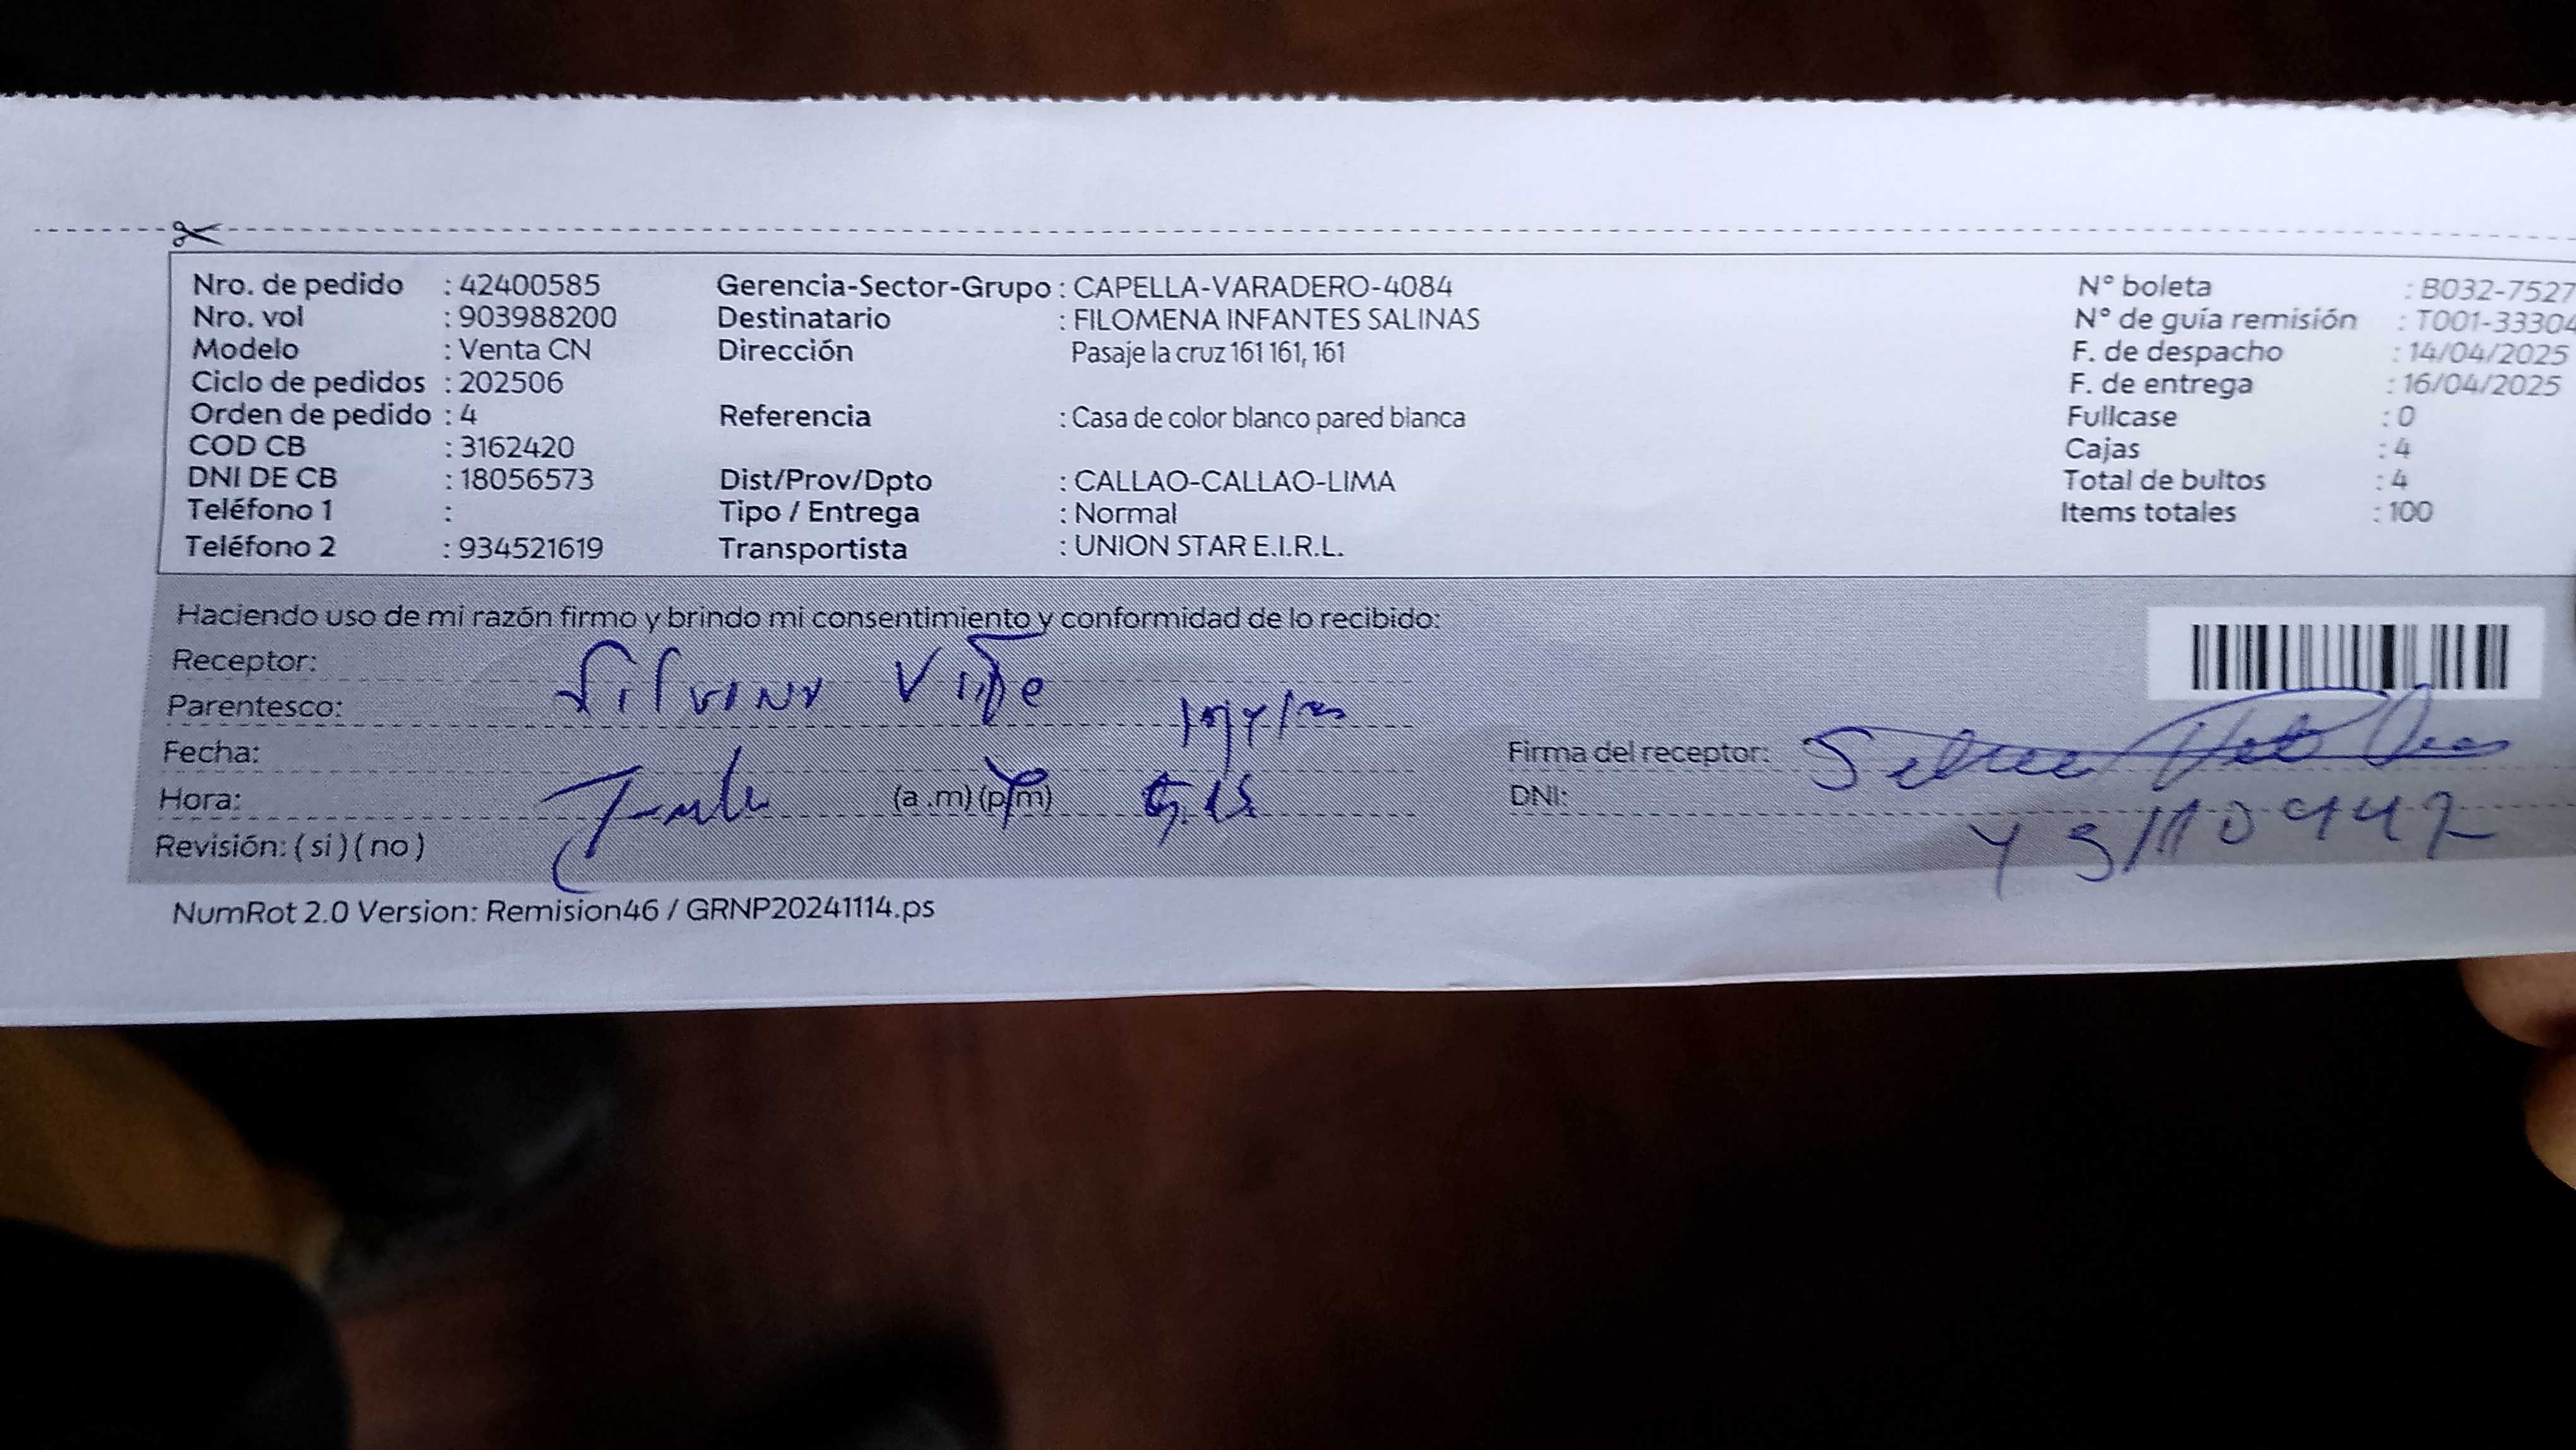 Nro. de pedido : 42400585 Gerencia-Sector-Grupo : CAPELLA-VARADERO-4084 N° boleta : B032-7527
Nro. vol : 903988200 Destinatario : FILOMENA INFANTES SALINAS N° de guía remisión : T001-33304
Modelo : Venta CN Dirección Pasaje la cruz 161 161, 161 F. de despacho : 14/04/2025
Ciclo de pedidos : 202506 F. de entrega : 16/04/2025
Orden de pedido : 4 Referencia : Casa de color blanco pared blanca Fullcase : 0
COD CB : 3162420 Cajas : 4
DNI DE CB : 18056573 Dist/Prov/Dpto : CALLAO-CALLAO-LIMA Total de bultos : 4
Teléfono 1 : Tipo / Entrega : Normal Items totales : 100
Teléfono 2 : 934521619 Transportista : UNION STAR E.I.R.L.
Haciendo uso de mi razón firmo y brindo mi consentimiento y conformidad de lo recibido:
Receptor:
Parentesco:
Fecha: Firma del receptor:
Hora: (a .m) (p.m) DNI:
Revisión: ( si ) ( no )
NumRot 2.0 Version: Remision46 / GRNP20241114.ps